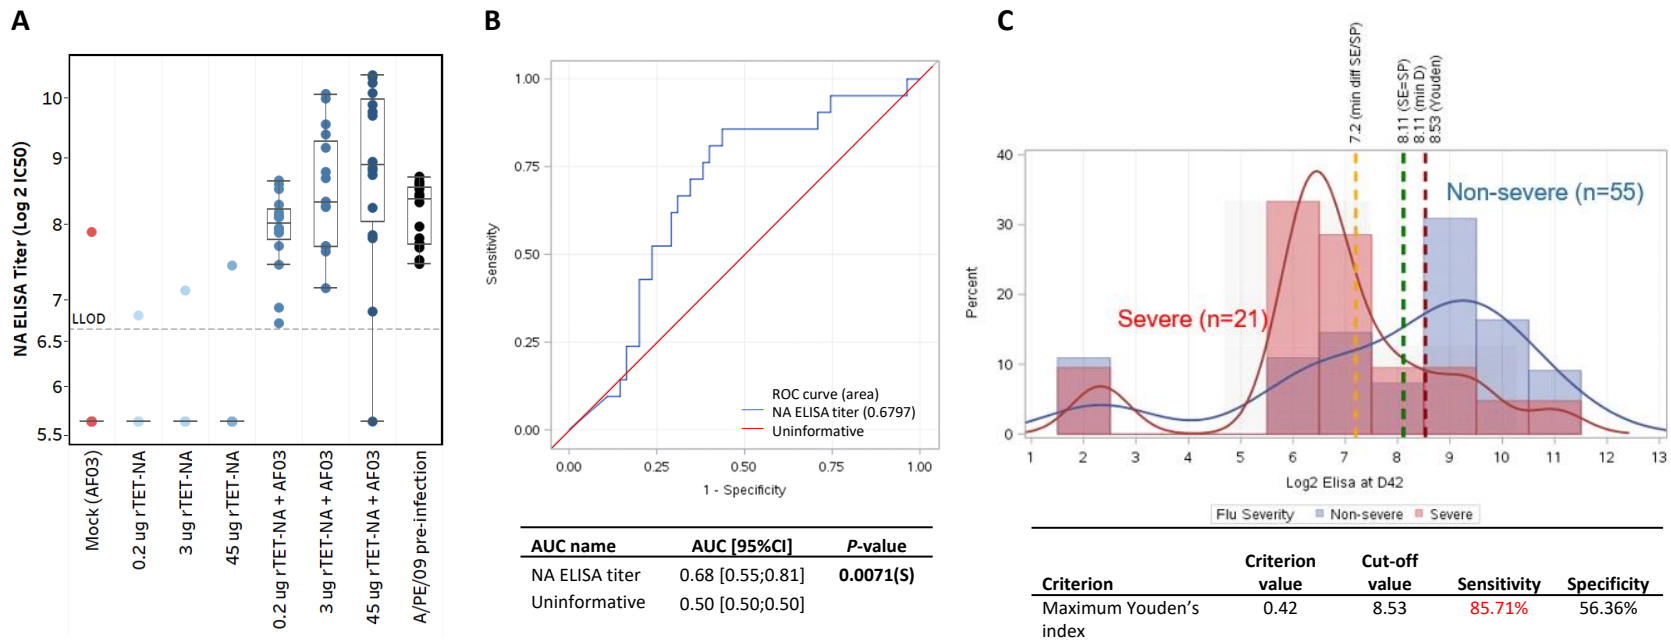 A
NA ELISA Titer (Log 2 IC50)
10
9
8
7
6.5
6
5.5
LLOD
Mock (AF03)
0.2 ug rTET-NA
3 ug rTET-NA
45 ug rTET-NA
0.2 ug rTET-NA + AF03
3 ug rTET-NA + AF03
45 ug rTET-NA + AF03
A/PE/09 pre-infection
B
Sensitivity
1.00
0.75
0.50
0.25
0.00
ROC curve (area)
NA ELISA titer (0.6797)
Uninformative
0.00 0.25 0.50 0.75 1.00
1 - Specificity
AUC name AUC [95%CI] P-value
NA ELISA titer 0.68 [0.55;0.81] 0.0071(S)
Uninformative 0.50 [0.50;0.50]
C
7.2 (min diff SE/SP)
8.11 (SE=SP)
8.11 (min D)
8.53 (Youden)
Percent
40
30
20
10
0
Non-severe (n=55)
Severe (n=21)
1 2 3 4 5 6 7 8 9 10 11 12 13
Log2 Elisa at D42
Flu Severity Non-severe Severe
Criterion Criterion value Cut-off value Sensitivity Specificity
Maximum Youden's index 0.42 8.53 85.71% 56.36%